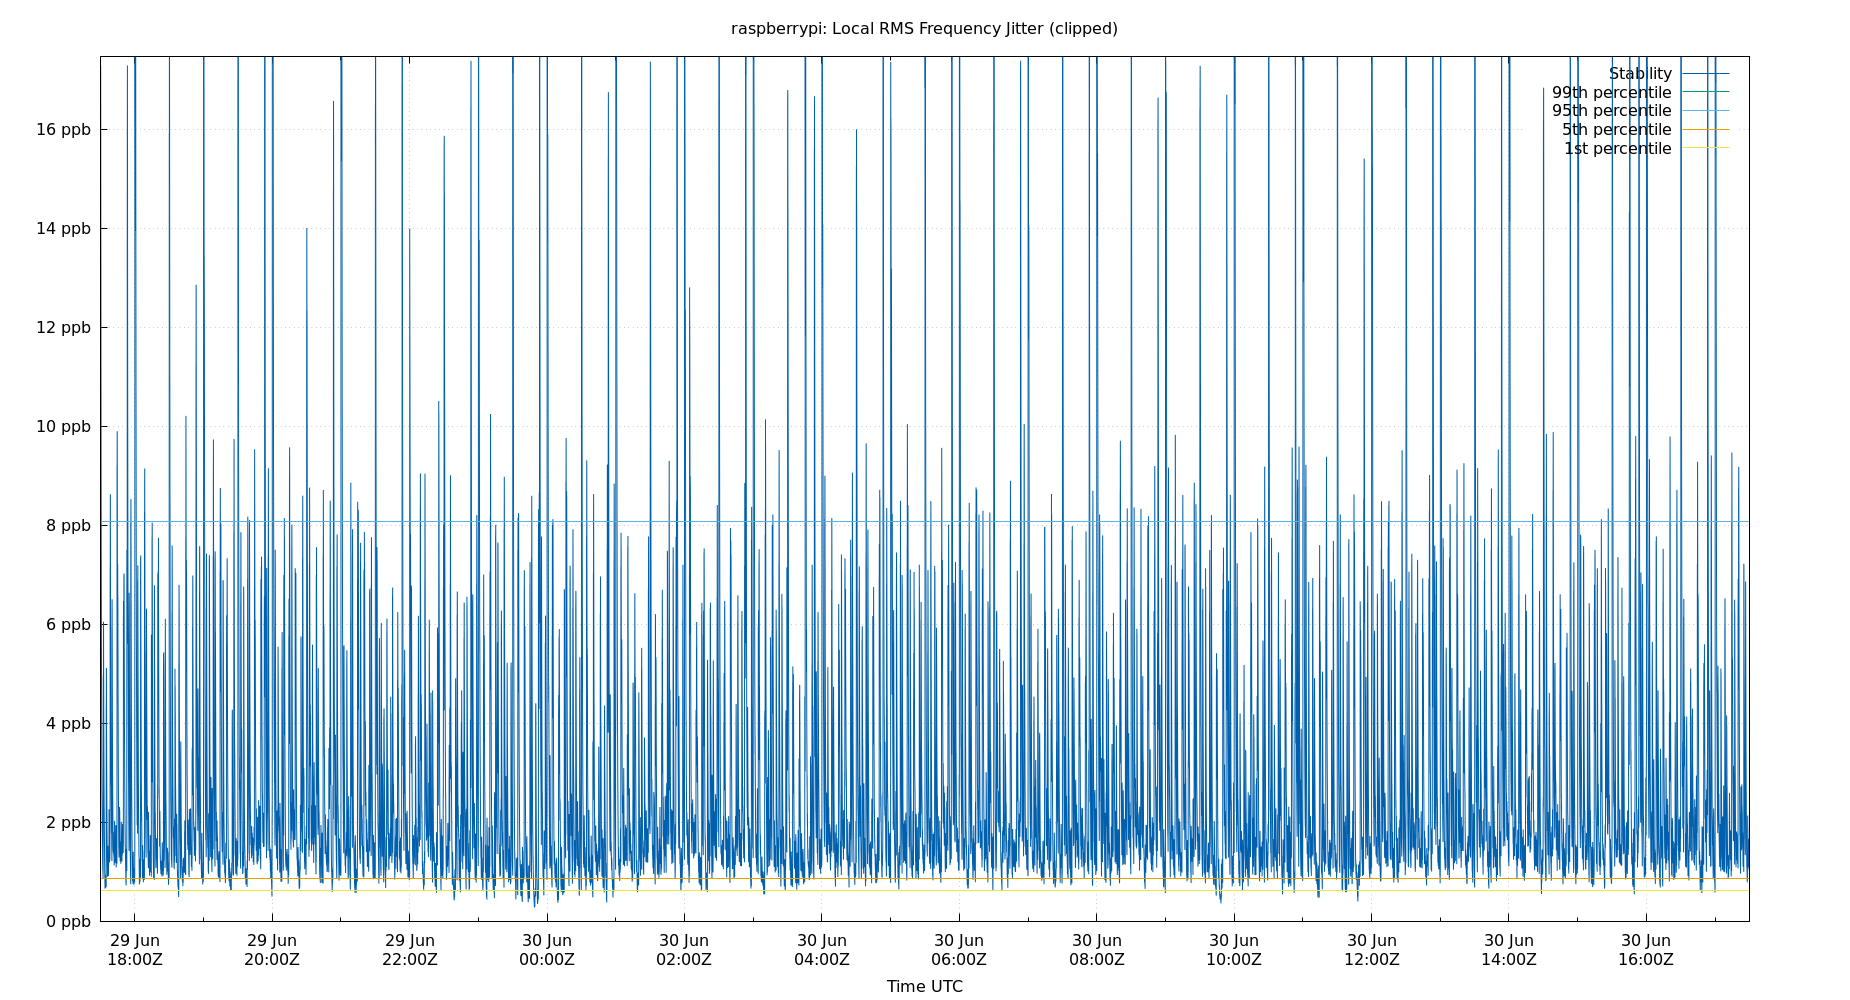 raspberrypi: Local RMS Frequency Jitter (clipped)
Stability
99th percentile
95th percentile
5th percentile
1st percentile
16 ppb
14 ppb
12 ppb
10 ppb
8 ppb
6 ppb
4 ppb
2 ppb
0 ppb
29 Jun 29 Jun 29 Jun 30 Jun 30 Jun 30 Jun 30 Jun 30 Jun 30 Jun 30 Jun 30 Jun 30 Jun
18:00Z 20:00Z 22:00Z 00:00Z 02:00Z 04:00Z 06:00Z 08:00Z 10:00Z 12:00Z 14:00Z 16:00Z
Time UTC